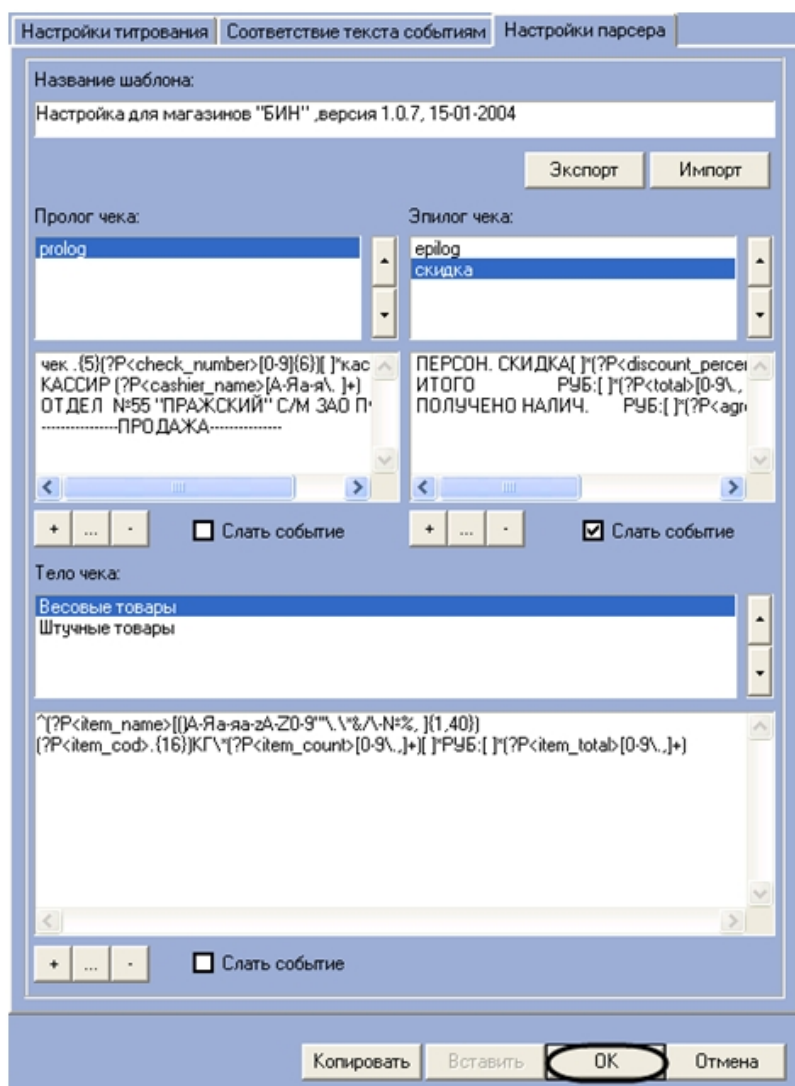 Настройки титрования
Соответствие текста событиям
Настройки парсера
Название шаблона:
Настройка для магазинов "БИН" ,версия 1.0.7, 15-01-2004
Экспорт
Импорт
Пролог чека:
prolog
чек .{5}(?P<check_number>[0-9]{6})[ ]*кас
КАССИР (?P<cashier_name>[А-Яа-я\. ]+)
ОТДЕЛ №55 "ПРАЖСКИЙ" С/М ЗАО
----------------ПРОДАЖА---------------
+
...
-
Слать событие
Эпилог чека:
epilog
скидка
ПЕРСОН. СКИДКА[ ]*(?P<discount_percer
ИТОГО РУБ:[ ]*(?P<total>[0-9\.,
ПОЛУЧЕНО НАЛИЧ. РУБ:[ ]*(?P<agr
+
...
-
Слать событие
Тело чека:
Весовые товары
Штучные товары
^(?P<item_name>[()А-Яа-яa-zA-Z0-9"'\.\*&/\-№%, ]{1,40})
(?P<item_cod>.{16})КГ\*(?P<item_count>[0-9\.,]+)[ ]*РУБ:[ ]*(?P<item_total>[0-9\.,]+)
+
...
-
Слать событие
Копировать
Вставить
OK
Отмена